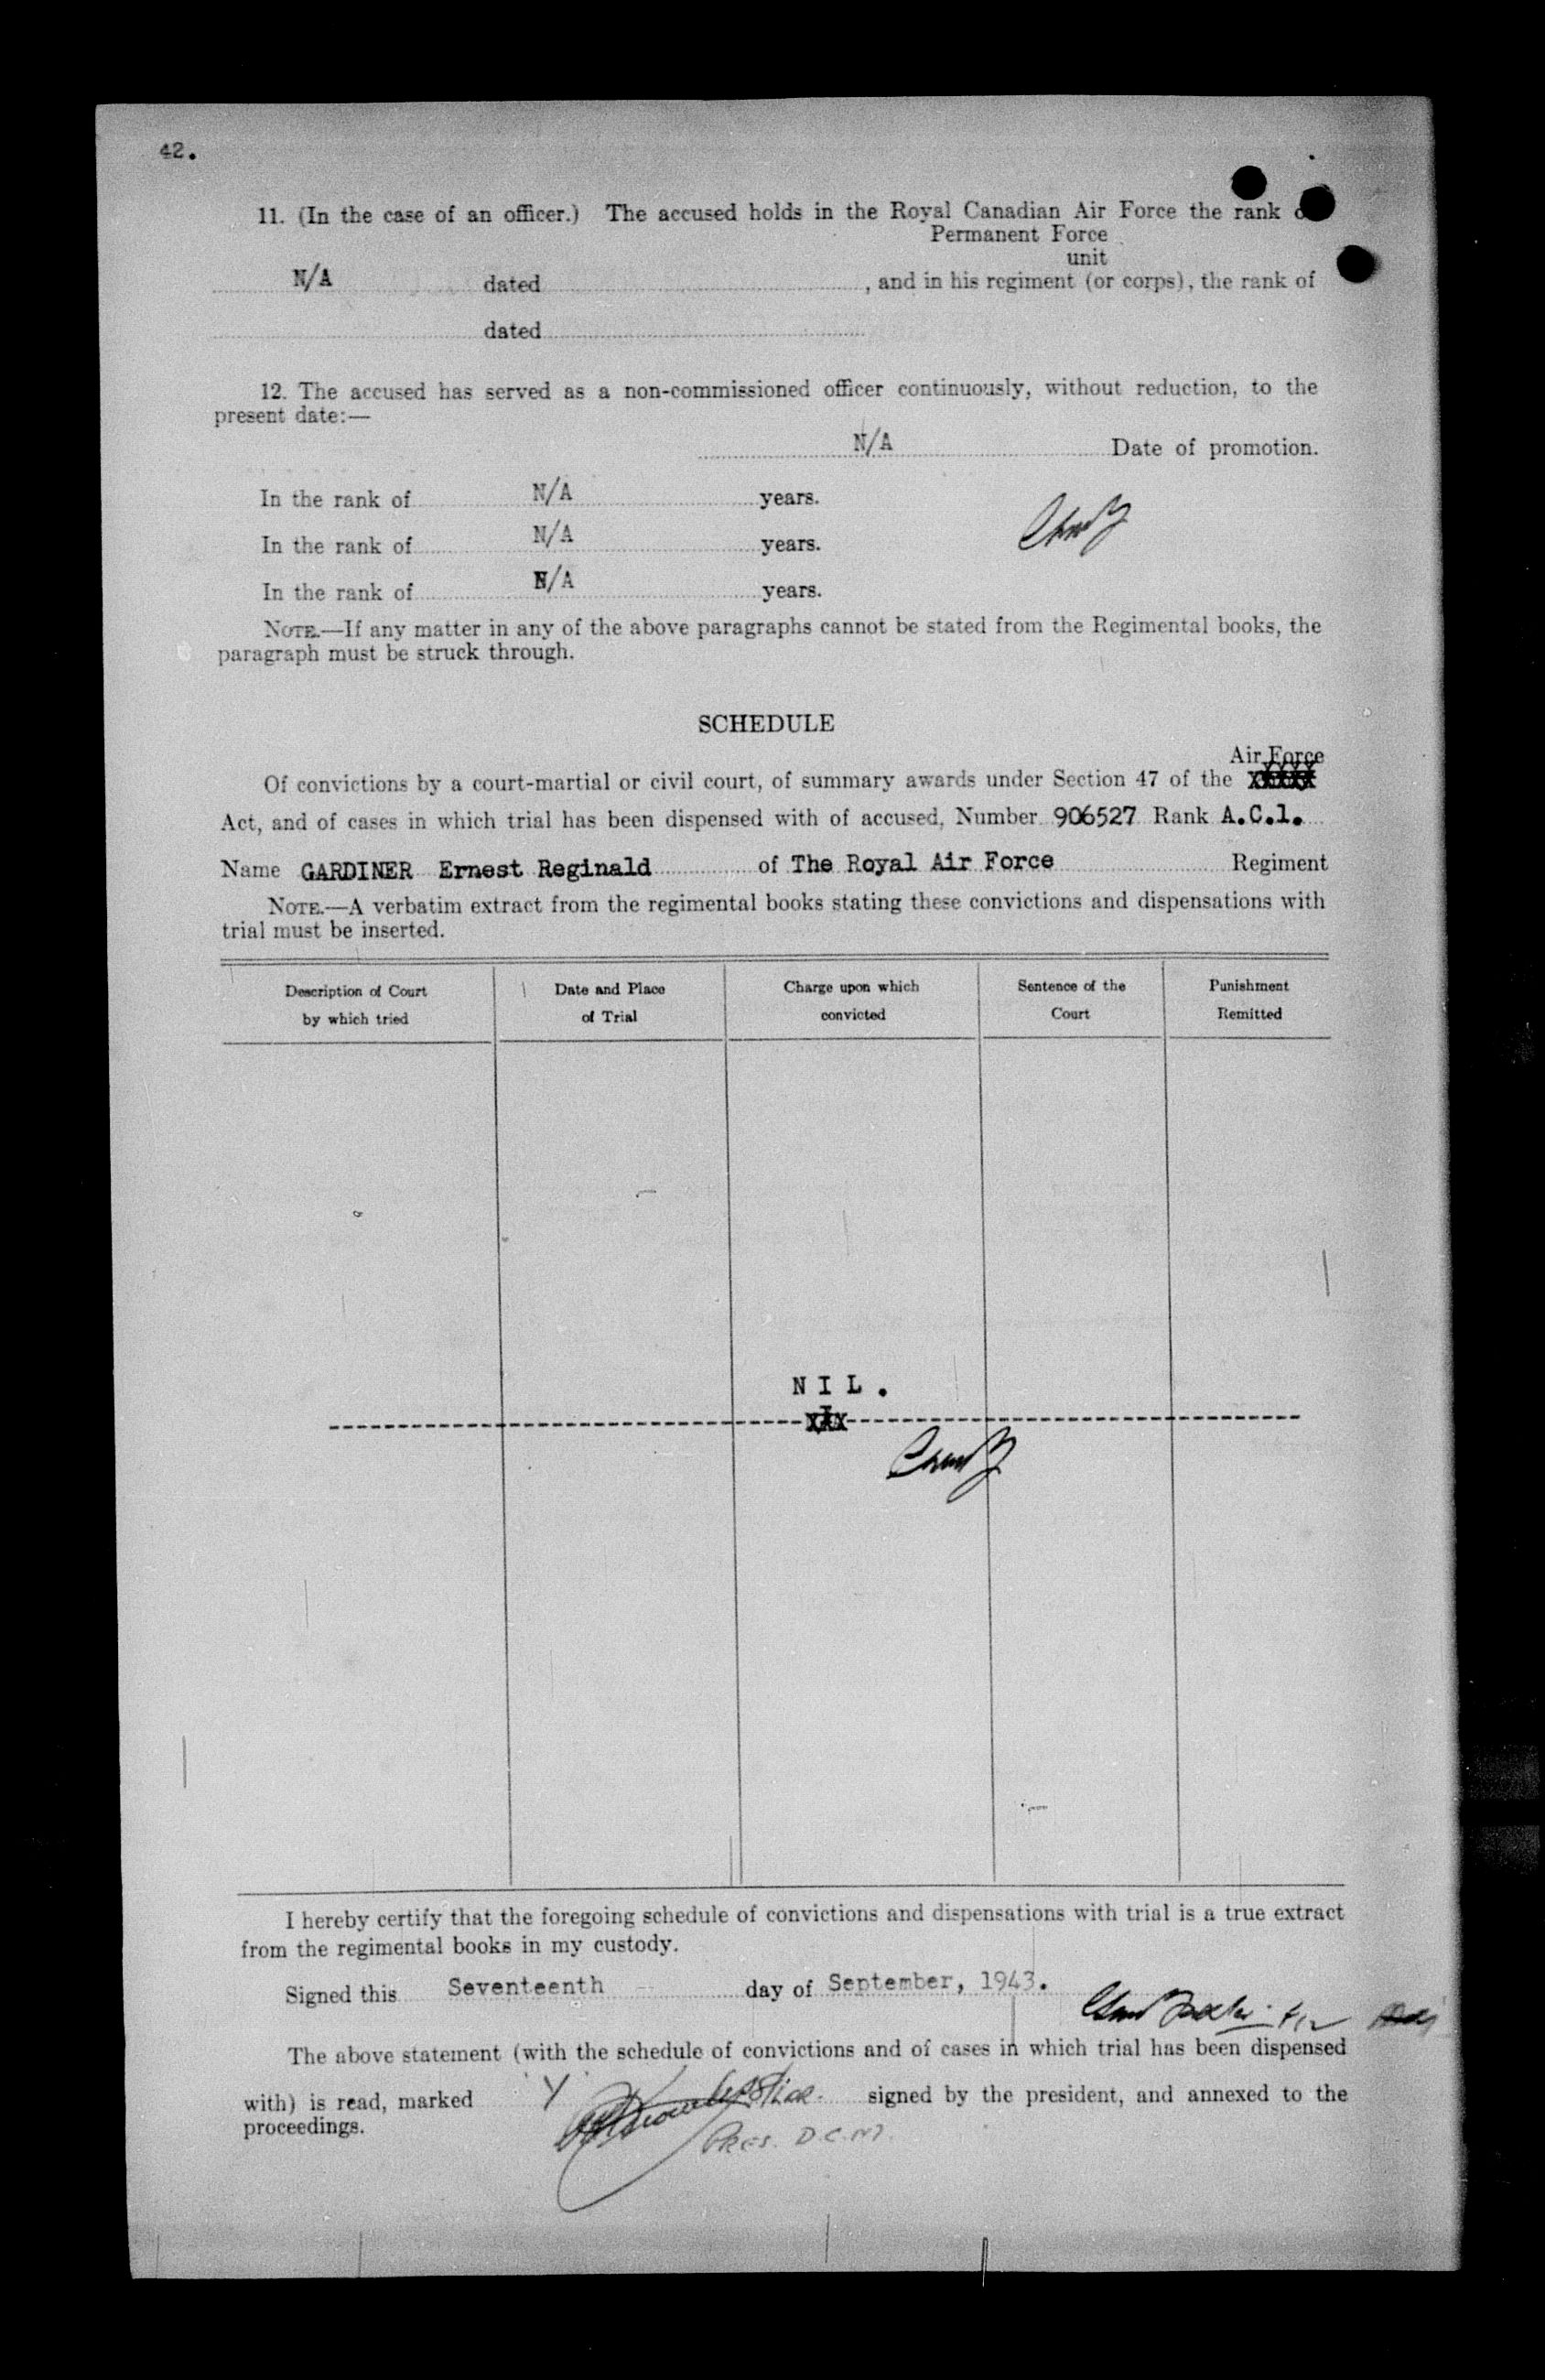 42.
11. (In the case of an officer.) The accused holds in the Royal Canadian Air Force the rank
Permanent Force
unit
N/A dated , and in his regiment (or corps), the rank of
dated
12. The accused has served as a non-commissioned officer continuously, without reduction, to the
present date:—
N/A Date of promotion.
In the rank of N/A years.
In the rank of N/A years.
In the rank of N/A years.
NOTE.—If any matter in any of the above paragraphs cannot be stated from the Regimental books, the
paragraph must be struck through.
SCHEDULE
Air Force
Of convictions by a court-martial or civil court, of summary awards under Section 47 of the
Act, and of cases in which trial has been dispensed with of accused, Number 906527 Rank A.C.1.
Name GARDINER Ernest Reginald of The Royal Air Force Regiment
NOTE.—A verbatim extract from the regimental books stating these convictions and dispensations with
trial must be inserted.
Description of Court Date and Place Charge upon which Sentence of the Punishment
by which tried of Trial convicted Court Remitted
N I L .
I hereby certify that the foregoing schedule of convictions and dispensations with trial is a true extract
from the regimental books in my custody.
Signed this Seventeenth day of September, 1943.
The above statement (with the schedule of convictions and of cases in which trial has been dispensed
with) is read, marked 'Y' signed by the president, and annexed to the
proceedings.
Pres. D.C.M.